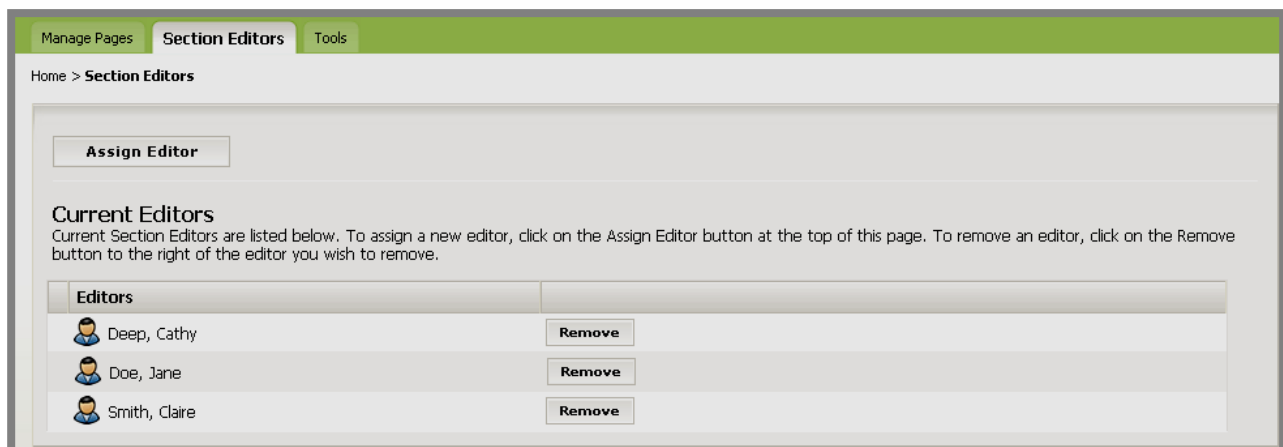 Manage Pages Section Editors Tools
Home > Section Editors
Assign Editor
Current Editors
Current Section Editors are listed below. To assign a new editor, click on the Assign Editor button at the top of this page. To remove an editor, click on the Remove
button to the right of the editor you wish to remove.
Editors
Deep, Cathy Remove
Doe, Jane Remove
Smith, Claire Remove